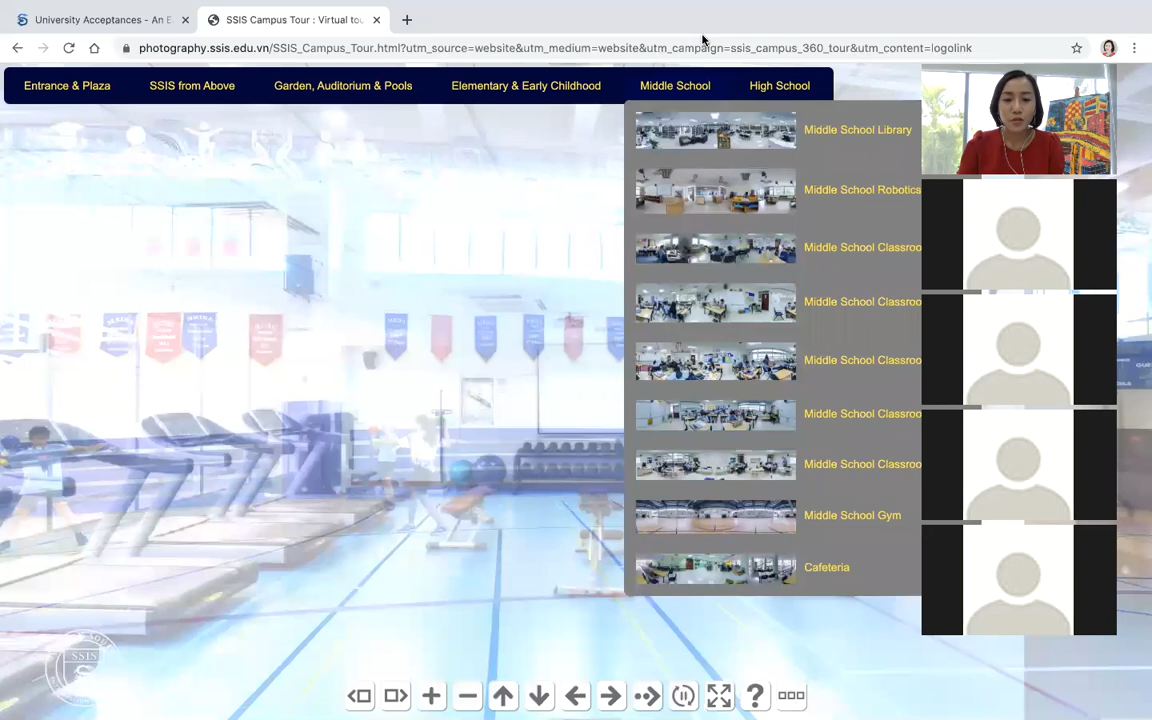 University Acceptances - An E
SSIS Campus Tour : Virtual tou
photography.ssis.edu.vn/SSIS_Campus_Tour.html?utm_source=website&utm_medium=website&utm_campaign=ssis_campus_360_tour&utm_content=logolink
Entrance & Plaza
SSIS from Above
Garden, Auditorium & Pools
Elementary & Early Childhood
Middle School
High School
Middle School Library
Middle School Robotics
Middle School Classroo
Middle School Classroo
Middle School Classroo
Middle School Classroo
Middle School Classroo
Middle School Gym
Cafeteria
SSIS